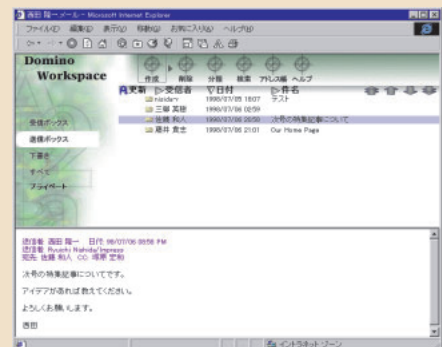 西田 隆一 メール - Microsoft Internet Explorer
ファイル(F) 編集(E) 表示(V) 移動(G) お気に入り(A) ヘルプ(H)
Domino
Workspace
作成 削除 分類 検索 アドレス帳 ヘルプ
更新 ▷受信者 ▽日付 ▷件名
1998/07/05 18:07 テスト
三柳 英樹 1998/07/06 02:59
佐藤 和人 1998/07/06 20:58 次号の特集記事について
藤井 貴志 1998/07/06 21:01 Our Home Page
受信ボックス
送信ボックス
下書き
すべて
プライベート
送信者 西田 隆一 日付: 98/07/06 08:58 PM
送信者 Ryuichi Nishida/Impress
宛先: 佐藤 和人 CC: 塚原 宏和
次号の特集記事についてです。
アイデアがあれば教えてください。
よろしくお願いします。
西田
イントラネット ゾーン